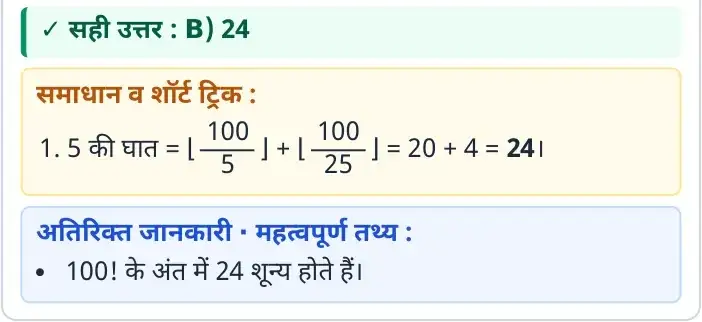 ✓ सही उत्तर : B) 24
समाधान व शॉर्ट ट्रिक :
1. 5 की घात = ⌊100/5⌋ + ⌊100/25⌋ = 20 + 4 = 24।
अतिरिक्त जानकारी · महत्वपूर्ण तथ्य :
• 100! के अंत में 24 शून्य होते हैं।